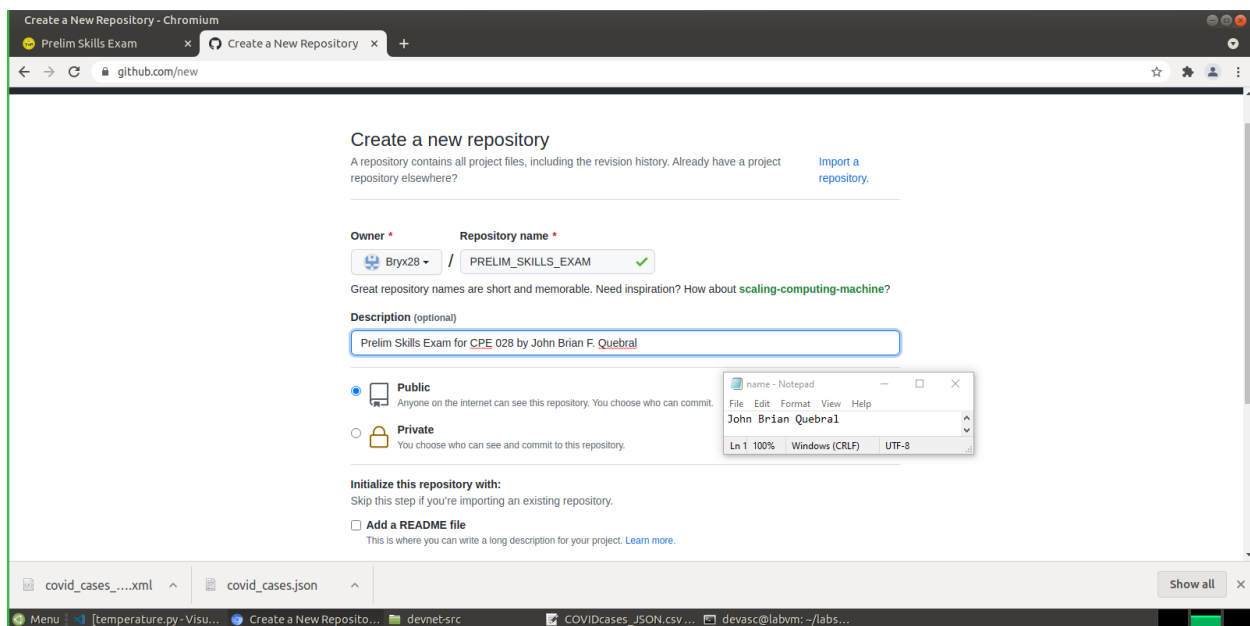 Create a New Repository - Chromium
Prelim Skills Exam
Create a New Repository
github.com/new
Create a new repository
A repository contains all project files, including the revision history. Already have a project
Import a
repository elsewhere?
repository.
Owner *
Repository name *
Bryx28
/
PRELIM_SKILLS_EXAM
Great repository names are short and memorable. Need inspiration? How about scaling-computing-machine?
Description (optional)
Prelim Skills Exam for CPE 028 by John Brian F. Quebral
Public
Anyone on the internet can see this repository. You choose who can commit.
Private
You choose who can see and commit to this repository.
name - Notepad
File Edit Format View Help
John Brian Quebral
Ln 1 100% Windows (CRLF) UTF-8
Initialize this repository with:
Skip this step if you're importing an existing repository.
Add a README file
This is where you can write a long description for your project. Learn more.
covid_cases_....xml
covid_cases.json
Show all
Menu
[temperature.py - Visu...
Create a New Reposito...
devnet-src
COVIDcases_JSON.csv ...
devasc@labvm: ~/labs...